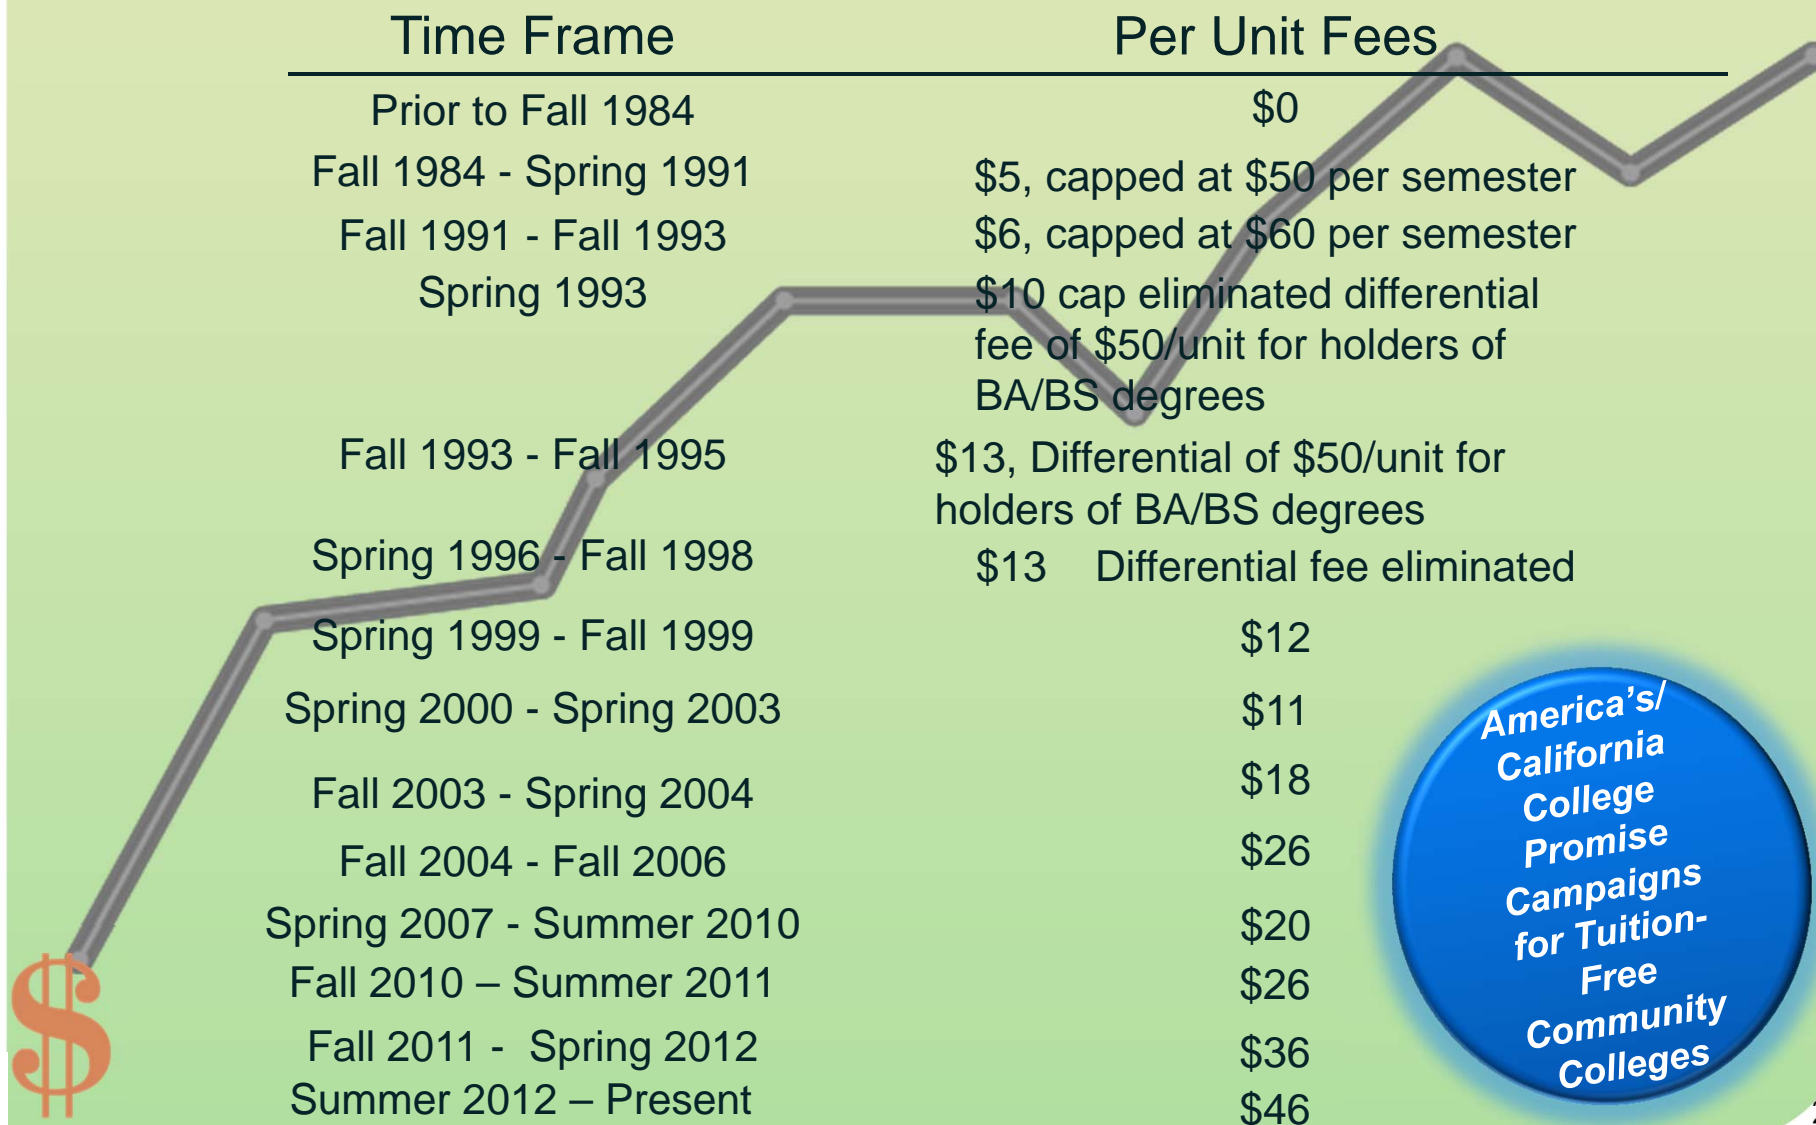 Time Frame Per Unit Fees
Prior to Fall 1984 $0
Fall 1984 - Spring 1991 $5, capped at $50 per semester
Fall 1991 - Fall 1993 $6, capped at $60 per semester
Spring 1993 $10 cap eliminated differential
fee of $50/unit for holders of
BA/BS degrees
Fall 1993 - Fall 1995 $13, Differential of $50/unit for
holders of BA/BS degrees
Spring 1996 - Fall 1998 $13 Differential fee eliminated
Spring 1999 - Fall 1999 $12
Spring 2000 - Spring 2003 $11
Fall 2003 - Spring 2004 $18
Fall 2004 - Fall 2006 $26
Spring 2007 - Summer 2010 $20
Fall 2010 – Summer 2011 $26
Fall 2011 - Spring 2012 $36
Summer 2012 – Present $46
America's/
California
College
Promise
Campaigns
for Tuition-
Free
Community
Colleges
$